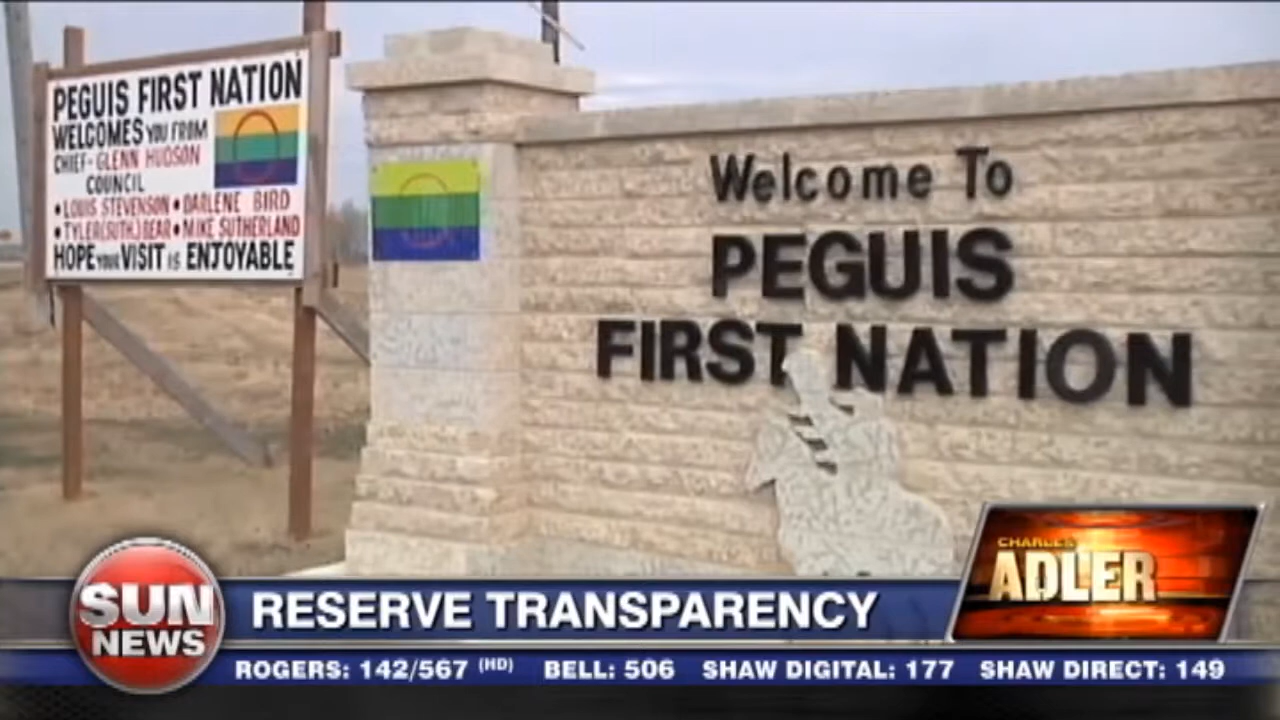 PEGUIS FIRST NATION
WELCOMES YOU FROM
CHIEF- GLENN HUDSON
COUNCIL
• LOUIS STEVENSON • DARLENE BIRD
• TYLER(SUTH.)BEAR • MIKE SUTHERLAND
HOPE YOUR VISIT IS ENJOYABLE
Welcome To
PEGUIS
FIRST NATION
CHARLES
ADLER
SUN
NEWS
RESERVE TRANSPARENCY
ROGERS: 142/567 (HD) BELL: 506 SHAW DIGITAL: 177 SHAW DIRECT: 149